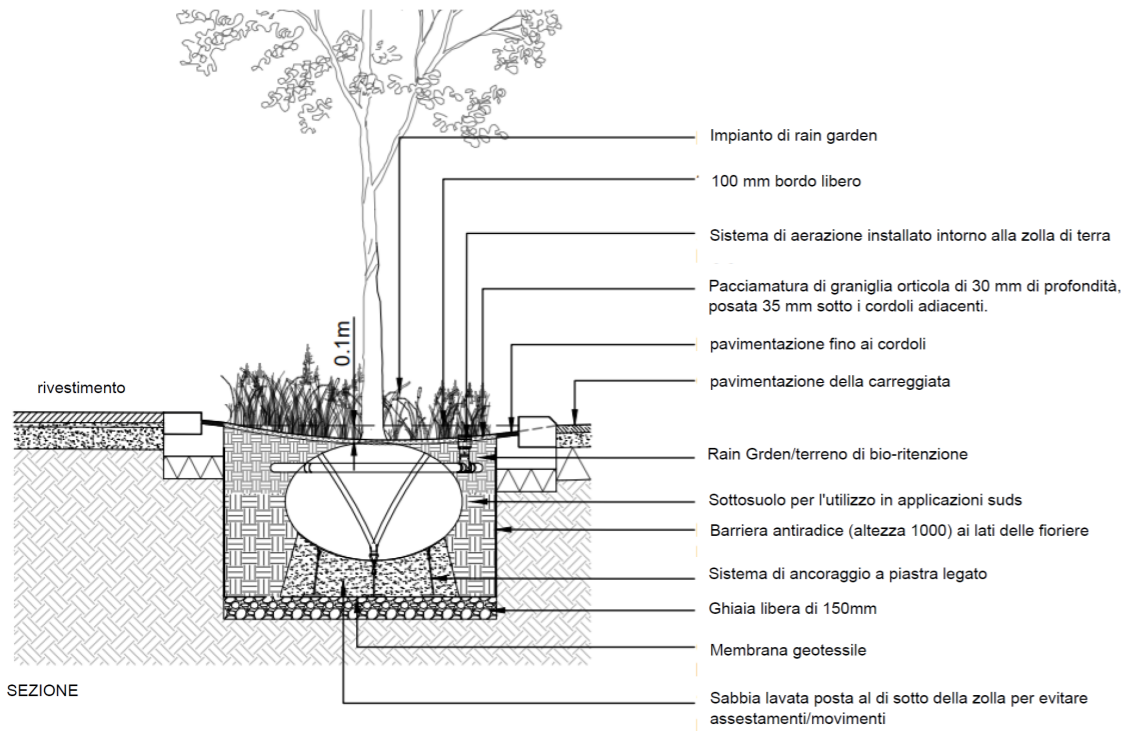 Impianto di rain garden
100 mm bordo libero
Sistema di aerazione installato intorno alla zolla di terra
Pacciamatura di graniglia orticola di 30 mm di profondità,
posata 35 mm sotto i cordoli adiacenti.
0.1m
pavimentazione fino ai cordoli
rivestimento
pavimentazione della carreggiata
Rain Grden/terreno di bio-ritenzione
Sottosuolo per l'utilizzo in applicazioni suds
Barriera antiradice (altezza 1000) ai lati delle fioriere
Sistema di ancoraggio a piastra legato
Ghiaia libera di 150mm
Membrana geotessile
SEZIONE
Sabbia lavata posta al di sotto della zolla per evitare
assestamenti/movimenti